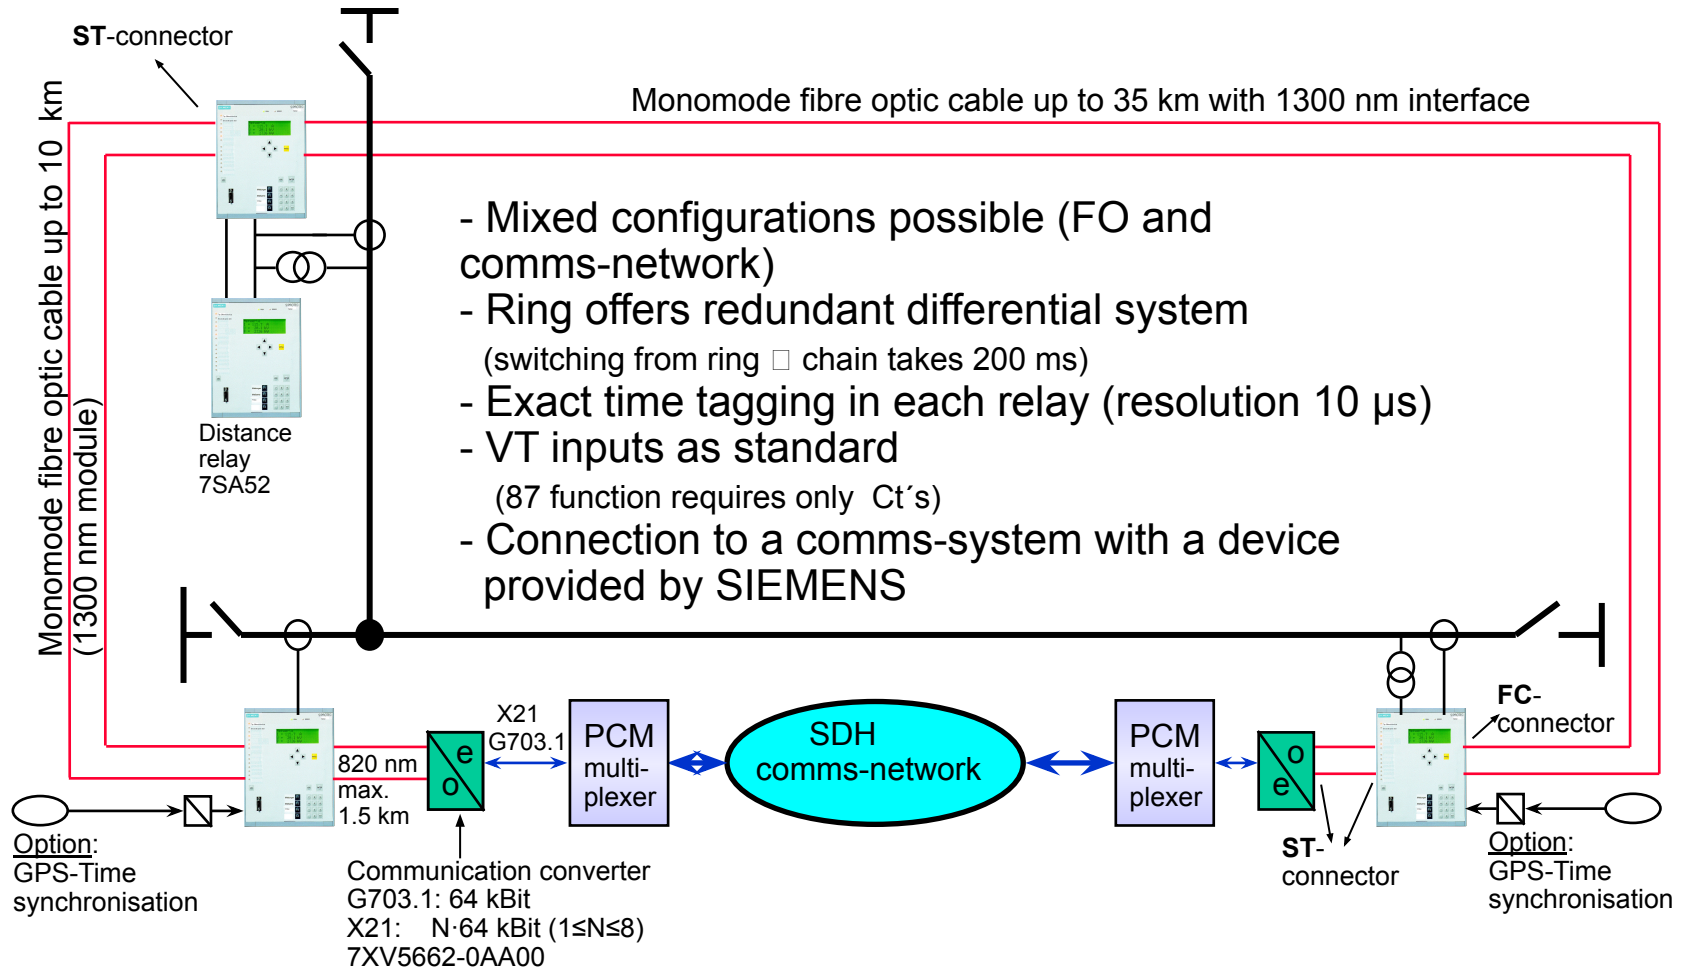 ST-connector
Monomode fibre optic cable up to 35 km with 1300 nm interface
Monomode fibre optic cable up to 10 km
(1300 nm module)
- Mixed configurations possible (FO and
comms-network)
- Ring offers redundant differential system
(switching from ring □ chain takes 200 ms)
- Exact time tagging in each relay (resolution 10 µs)
- VT inputs as standard
(87 function requires only Ct´s)
- Connection to a comms-system with a device
provided by SIEMENS
Distance
relay
7SA52
820 nm
max.
1.5 km
e
o
X21
G703.1
PCM
multi-
plexer
SDH
comms-network
PCM
multi-
plexer
o
e
FC-
connector
ST-
connector
Option:
GPS-Time
synchronisation
Communication converter
G703.1: 64 kBit
X21: N·64 kBit (1≤N≤8)
7XV5662-0AA00
Option:
GPS-Time
synchronisation